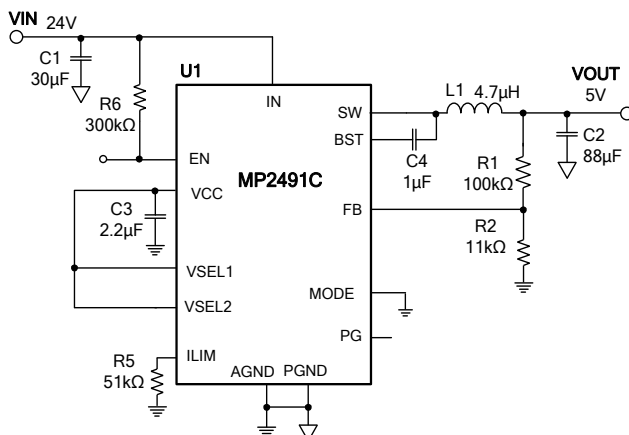 VIN 24V
C1
30µF
R6
300kΩ
U1
IN
EN
VCC
C3
2.2µF
VSEL1
VSEL2
R5
51kΩ
ILIM
AGND
PGND
MP2491C
SW
BST
FB
MODE
PG
C4
1µF
L1 4.7µH
VOUT
5V
C2
88µF
R1
100kΩ
R2
11kΩ